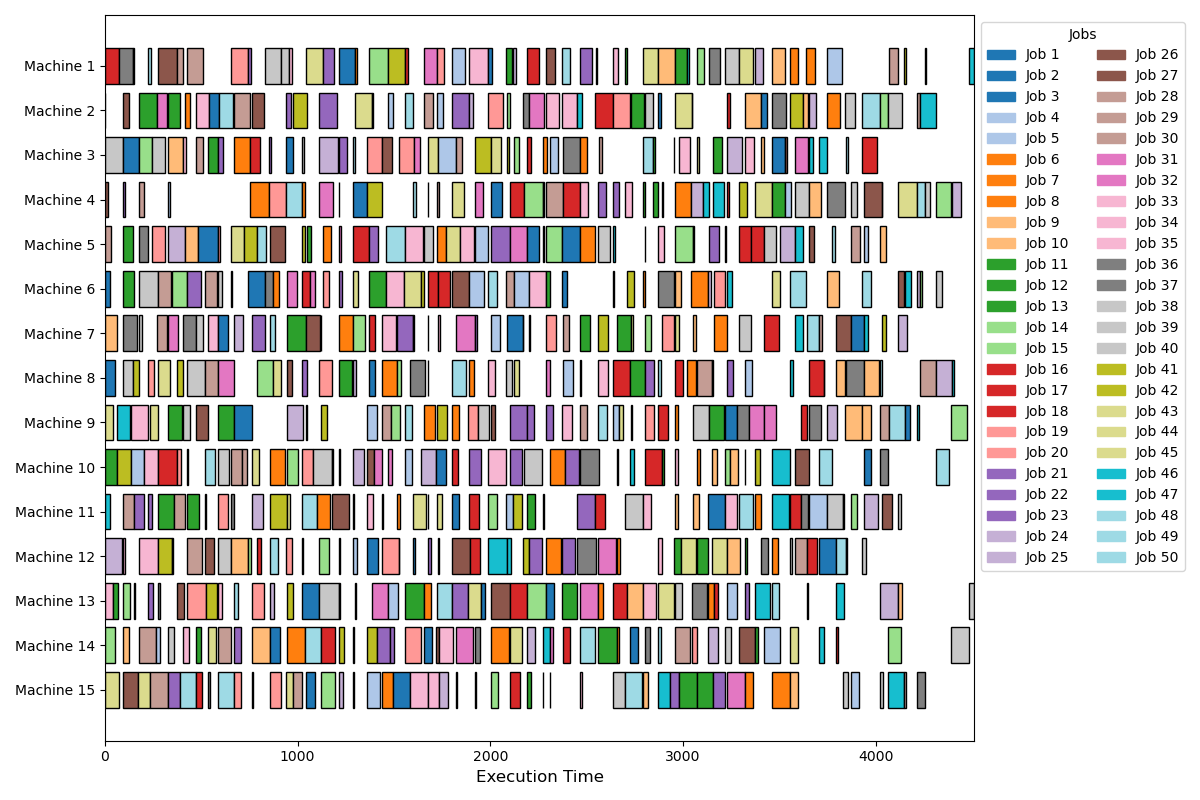 Machine 1
Machine 2
Machine 3
Machine 4
Machine 5
Machine 6
Machine 7
Machine 8
Machine 9
Machine 10
Machine 11
Machine 12
Machine 13
Machine 14
Machine 15
0 1000 2000 3000 4000
Execution Time
Jobs
Job 1
Job 2
Job 3
Job 4
Job 5
Job 6
Job 7
Job 8
Job 9
Job 10
Job 11
Job 12
Job 13
Job 14
Job 15
Job 16
Job 17
Job 18
Job 19
Job 20
Job 21
Job 22
Job 23
Job 24
Job 25
Job 26
Job 27
Job 28
Job 29
Job 30
Job 31
Job 32
Job 33
Job 34
Job 35
Job 36
Job 37
Job 38
Job 39
Job 40
Job 41
Job 42
Job 43
Job 44
Job 45
Job 46
Job 47
Job 48
Job 49
Job 50